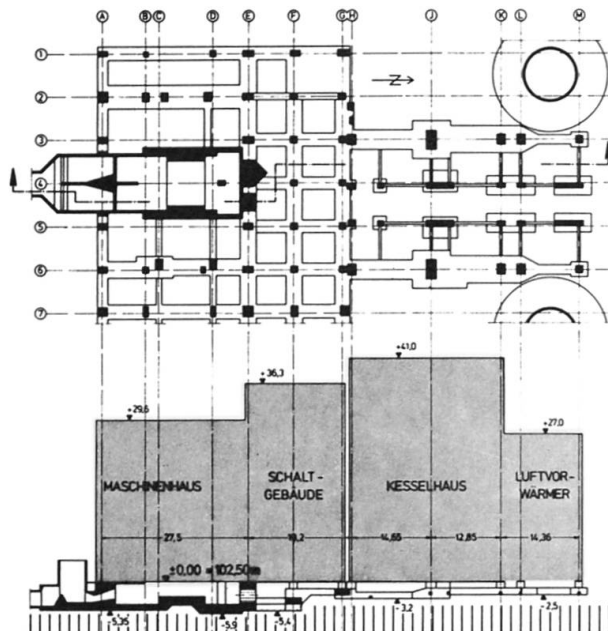 A B C D E F G H J K L M
1
2
N
3
4
5
6
7
+41,0
+36,3
+29,6
+27,0
MASCHINENHAUS
SCHALT-
GEBÄUDE
KESSELHAUS
LUFTVOR-
WÄRMER
27,5 18,2 14,65 12,85 14,36
±0,00 = 102,50m
-5,35 -5,9 -5,4 -3,2 -2,5